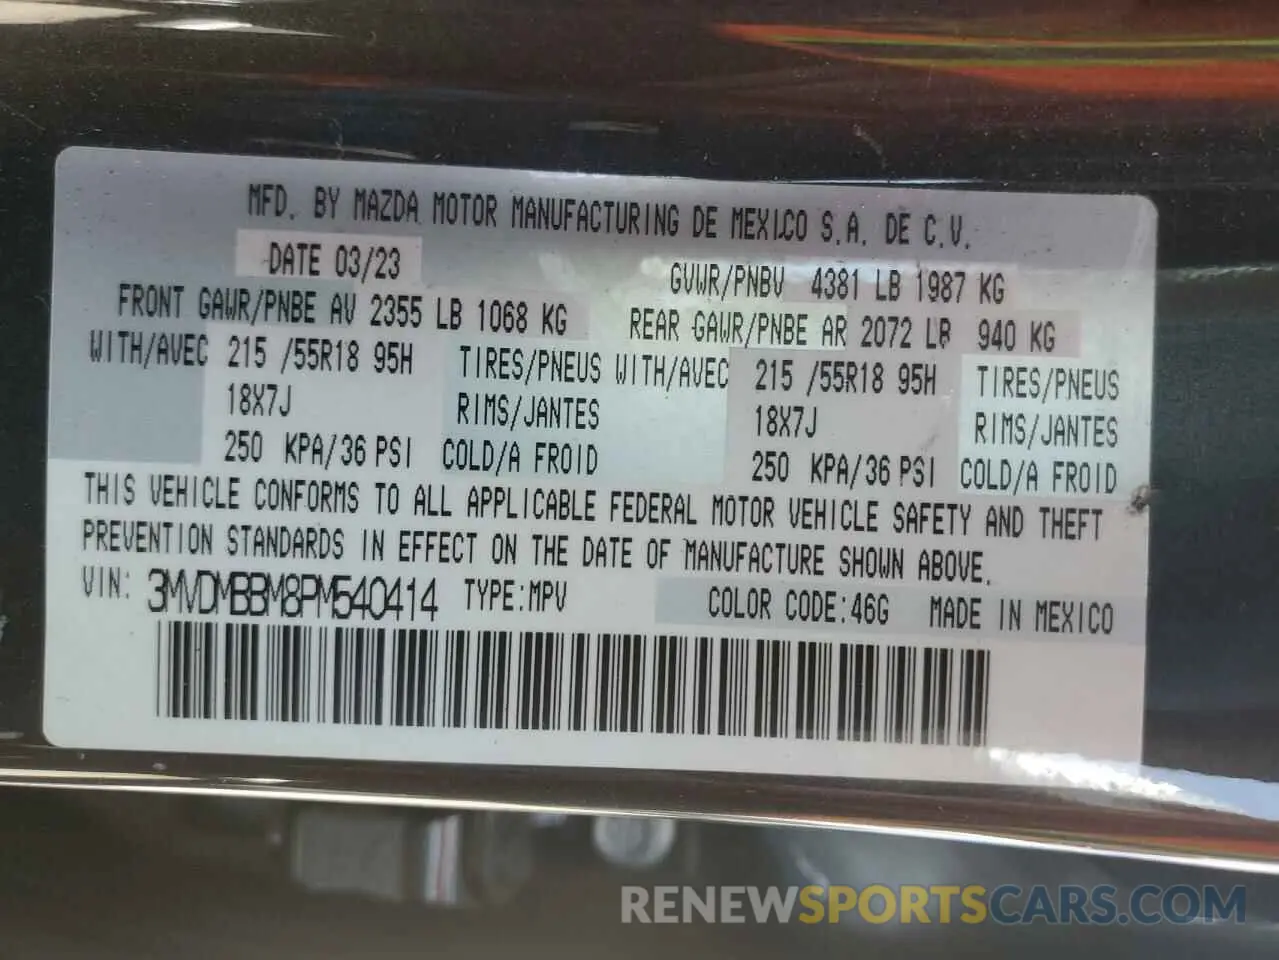 MFD. BY MAZDA MOTOR MANUFACTURING DE MEXICO S.A. DE C.V.
DATE 03/23 GVWR/PNBV 4381 LB 1987 KG
FRONT GAWR/PNBE AV 2355 LB 1068 KG REAR GAWR/PNBE AR 2072 LB 940 KG
WITH/AVEC 215 /55R18 95H TIRES/PNEUS WITH/AVEC 215 /55R18 95H TIRES/PNEUS
18X7J RIMS/JANTES 18X7J RIMS/JANTES
250 KPA/36 PSI COLD/A FROID 250 KPA/36 PSI COLD/A FROID
THIS VEHICLE CONFORMS TO ALL APPLICABLE FEDERAL MOTOR VEHICLE SAFETY AND THEFT
PREVENTION STANDARDS IN EFFECT ON THE DATE OF MANUFACTURE SHOWN ABOVE.
VIN: 3MVDMBBM8PM540414 TYPE:MPV COLOR CODE:46G MADE IN MEXICO
RENEWSPORTSCARS.COM